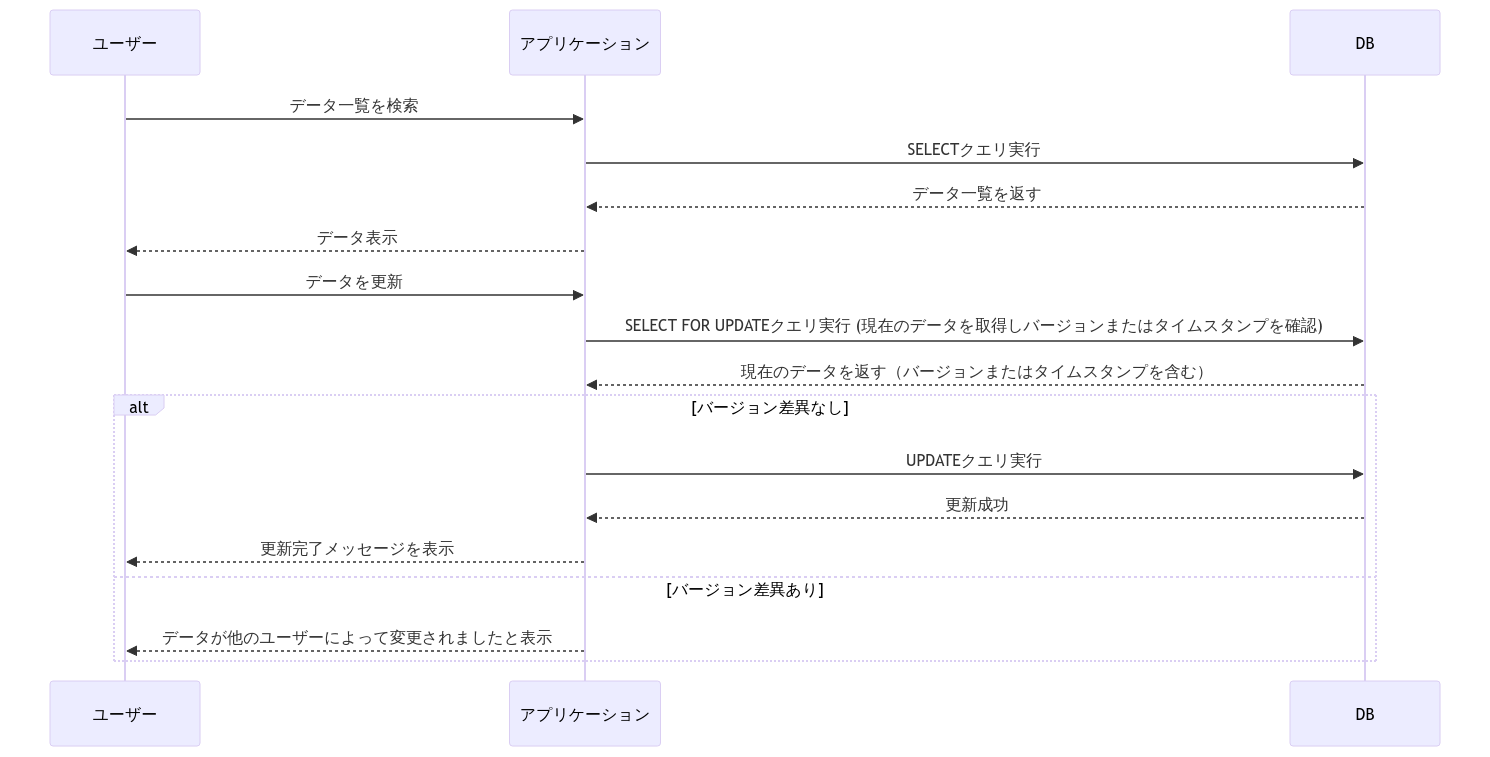 ユーザー
アプリケーション
DB
データ一覧を検索
SELECTクエリ実行
データ一覧を返す
データ表示
データを更新
SELECT FOR UPDATEクエリ実行 (現在のデータを取得しバージョンまたはタイムスタンプを確認)
現在のデータを返す（バージョンまたはタイムスタンプを含む）
alt
[バージョン差異なし]
UPDATEクエリ実行
更新成功
更新完了メッセージを表示
[バージョン差異あり]
データが他のユーザーによって変更されましたと表示
ユーザー
アプリケーション
DB